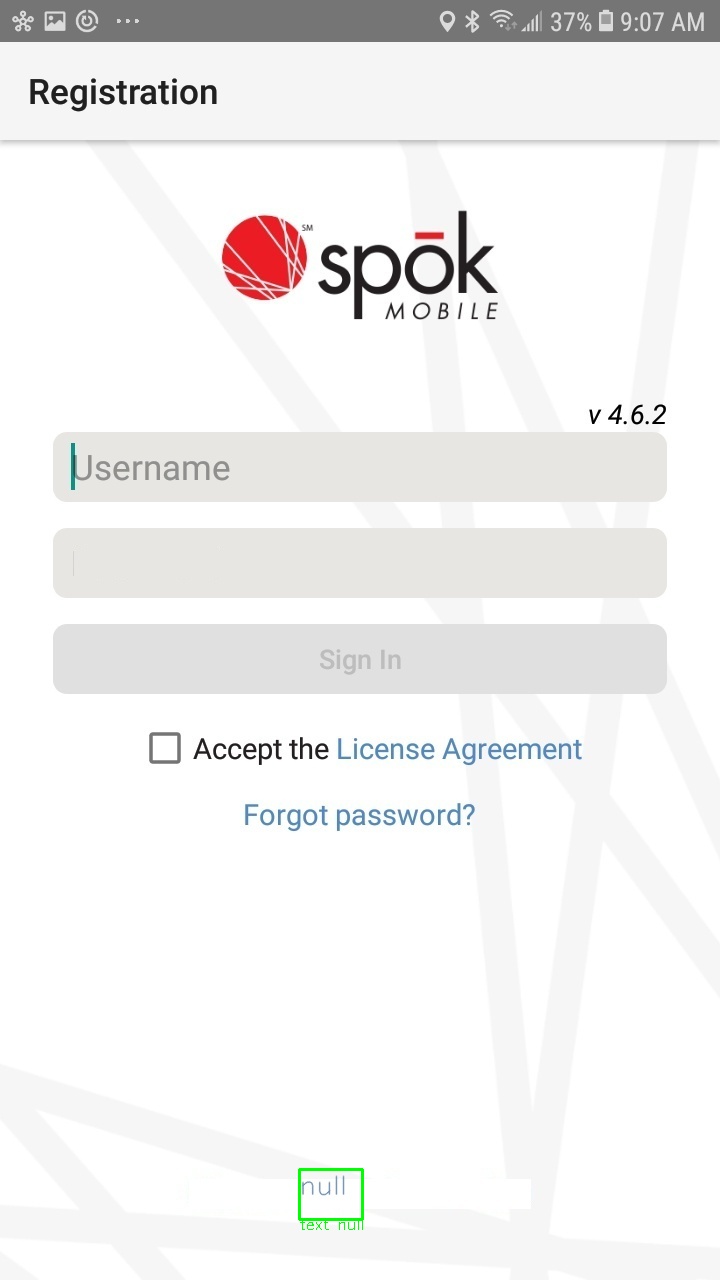 37% 9:07 AM
Registration
SM
spōk
MOBILE
v 4.6.2
Username
Sign In
Accept the License Agreement
Forgot password?
null
text null